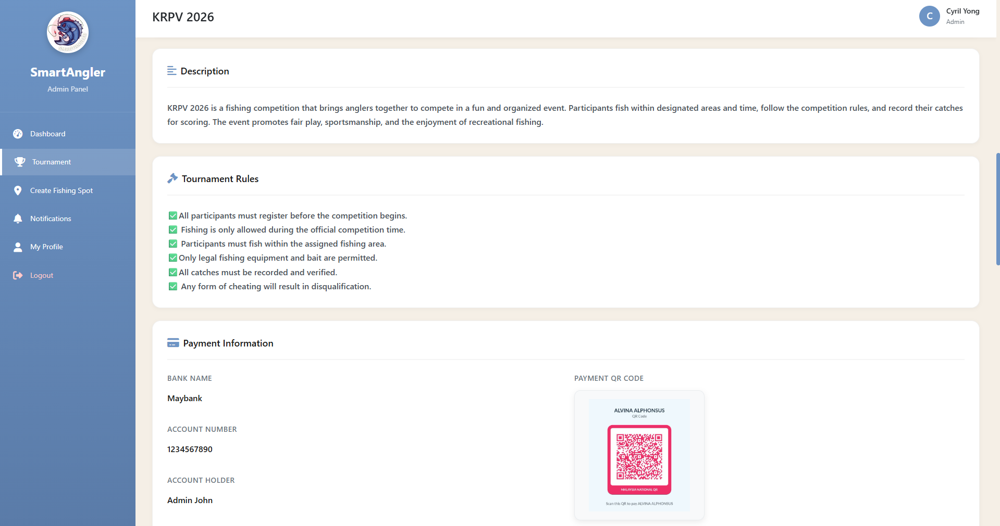 SMARTANGLER
SmartAngler
Admin Panel
Dashboard
Tournament
Create Fishing Spot
Notifications
My Profile
Logout
KRPV 2026
C
Cyril Yong
Admin
Description
KRPV 2026 is a fishing competition that brings anglers together to compete in a fun and organized event. Participants fish within designated areas and time, follow the competition rules, and record their catches
for scoring. The event promotes fair play, sportsmanship, and the enjoyment of recreational fishing.
Tournament Rules
✅All participants must register before the competition begins.
✅ Fishing is only allowed during the official competition time.
✅ Participants must fish within the assigned fishing area.
✅Only legal fishing equipment and bait are permitted.
✅All catches must be recorded and verified.
✅ Any form of cheating will result in disqualification.
Payment Information
BANK NAME
Maybank
ACCOUNT NUMBER
1234567890
ACCOUNT HOLDER
Admin John
PAYMENT QR CODE
ALVINA ALPHONSUS
QR Code
MALAYSIA NATIONAL QR
Scan this QR to pay ALVINA ALPHONSUS